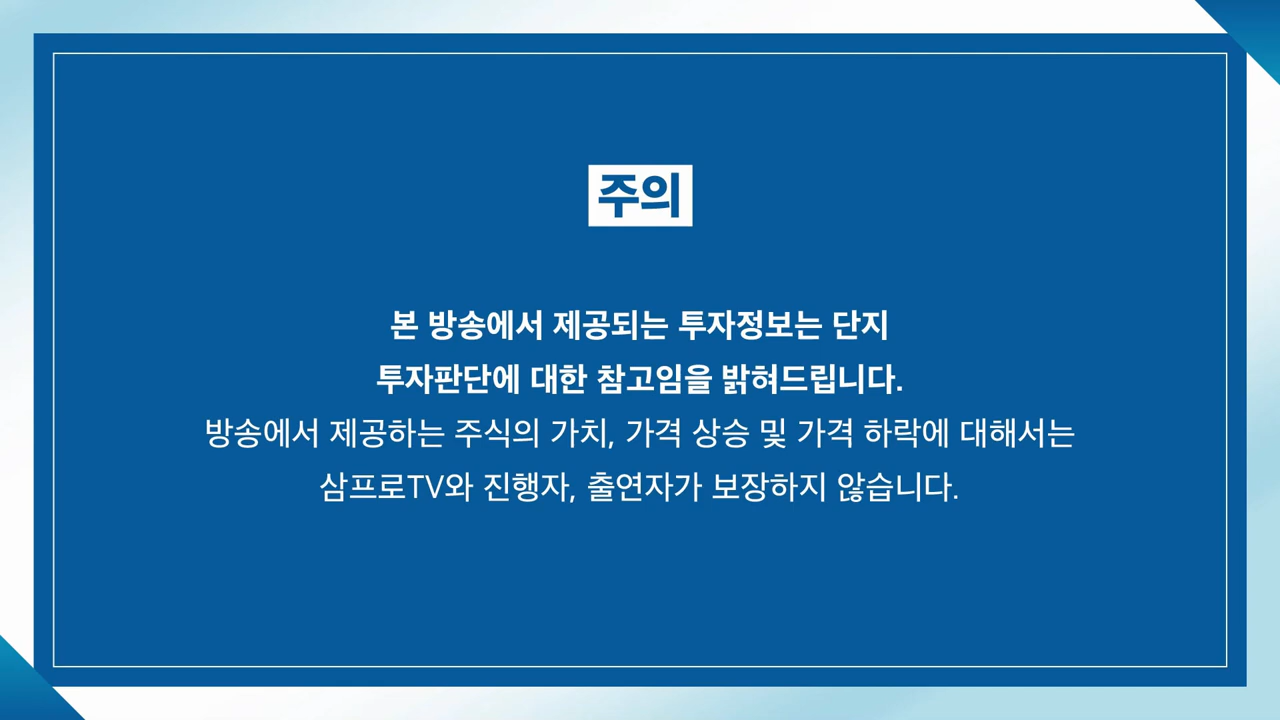 주의
본 방송에서 제공되는 투자정보는 단지
투자판단에 대한 참고임을 밝혀드립니다.
방송에서 제공하는 주식의 가치, 가격 상승 및 가격 하락에 대해서는
삼프로TV와 진행자, 출연자가 보장하지 않습니다.